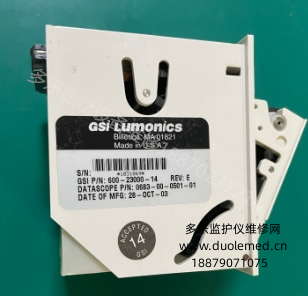 GSI Lumonics
Billerica, MA 01821
Made in U.S.A.
S/N:
GSI P/N: 600-23000-14 REV: E
DATASCOPE P/N: 0683-00-0501-01
DATE OF MFG: 28-OCT-03
ACCEPTED
14
GSI
多莱监护仪维修网
www.duolemed.cn
18879071075